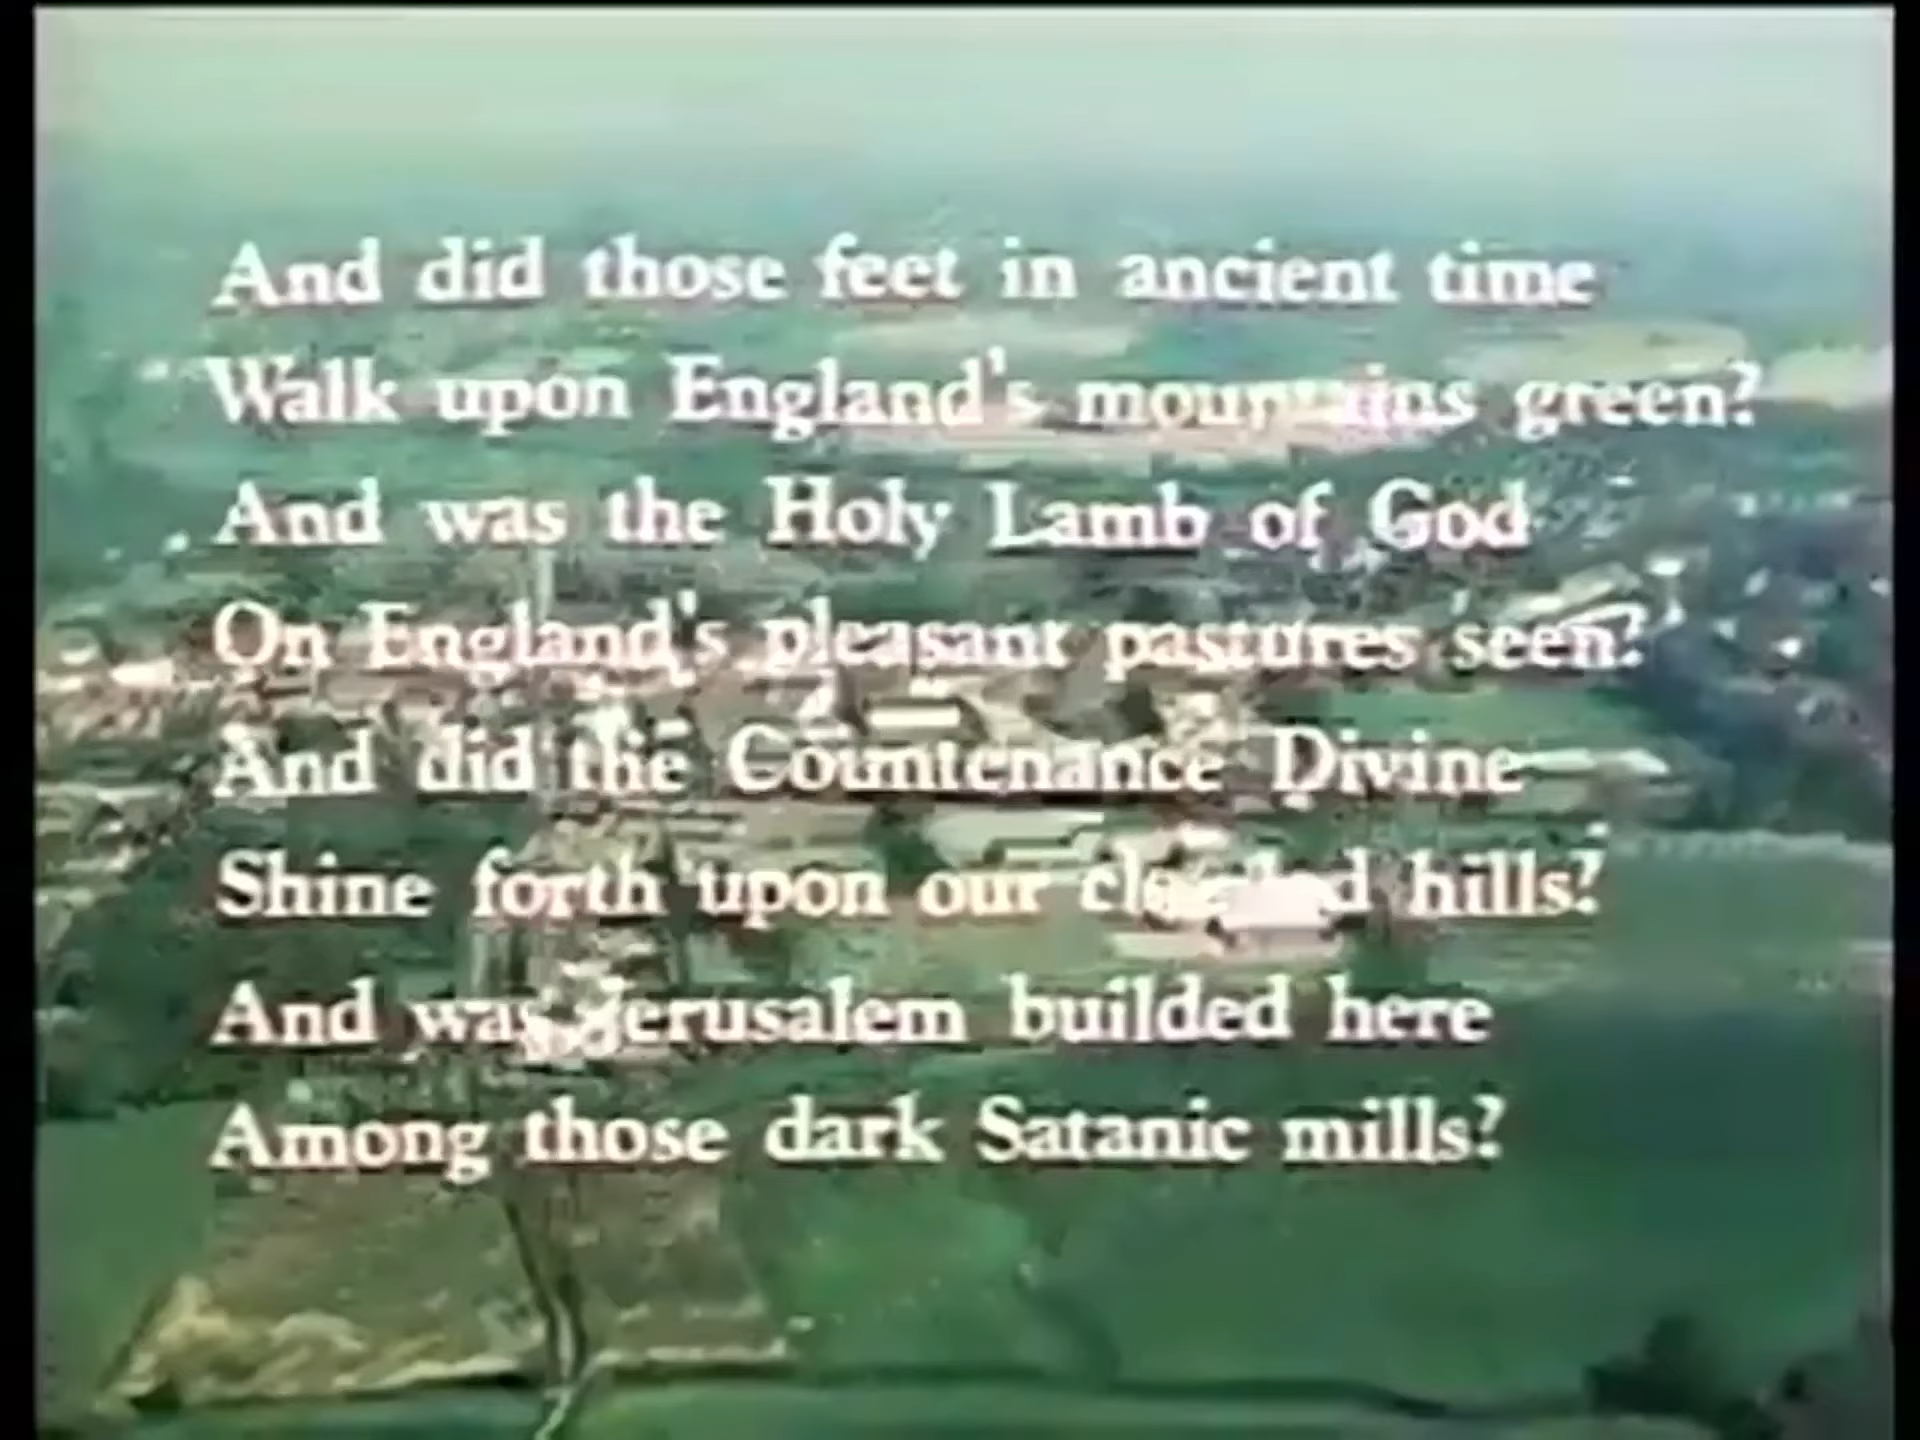 And did those feet in ancient time
Walk upon England's mountains green?
And was the Holy Lamb of God
On England's pleasant pastures seen?
And did the Countenance Divine
Shine forth upon our clouded hills?
And was Jerusalem builded here
Among those dark Satanic mills?